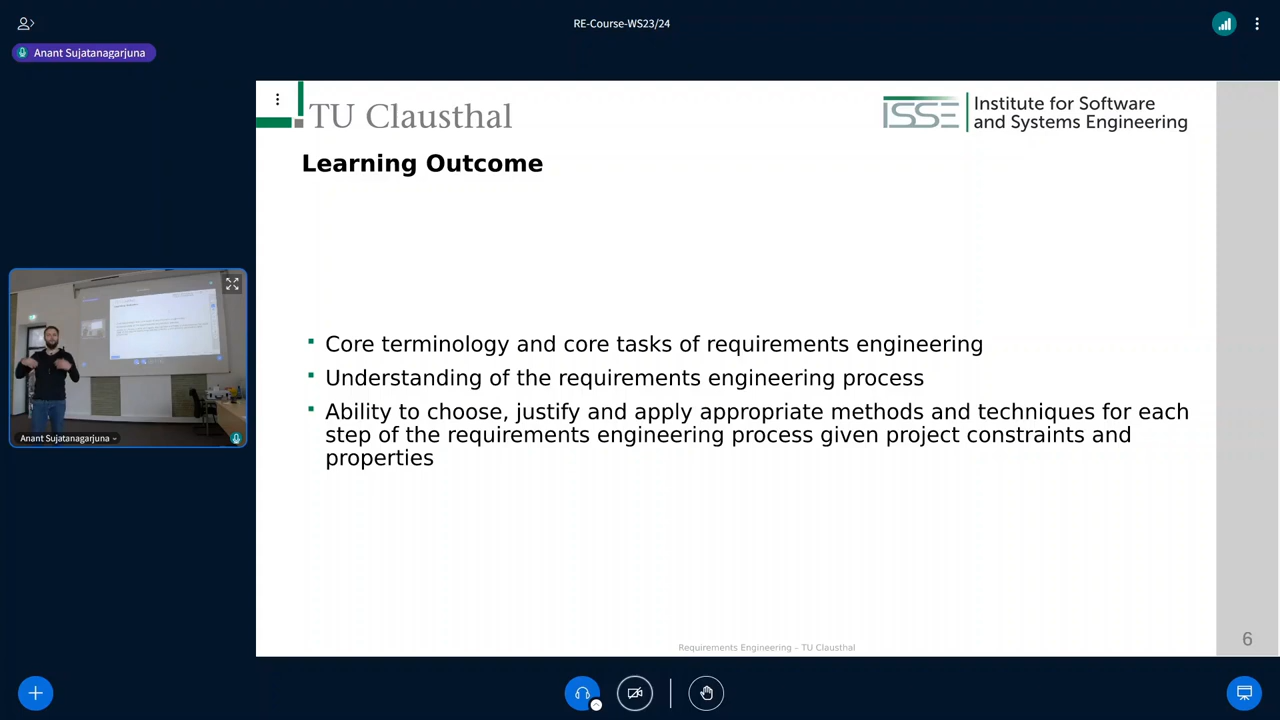 RE-Course-WS23/24
Anant Sujatanagarjuna
TU Clausthal
ISSE
Institute for Software
and Systems Engineering
Learning Outcome
Core terminology and core tasks of requirements engineering
Understanding of the requirements engineering process
Ability to choose, justify and apply appropriate methods and techniques for each
step of the requirements engineering process given project constraints and
properties
Anant Sujatanagarjuna
Requirements Engineering – TU Clausthal
6